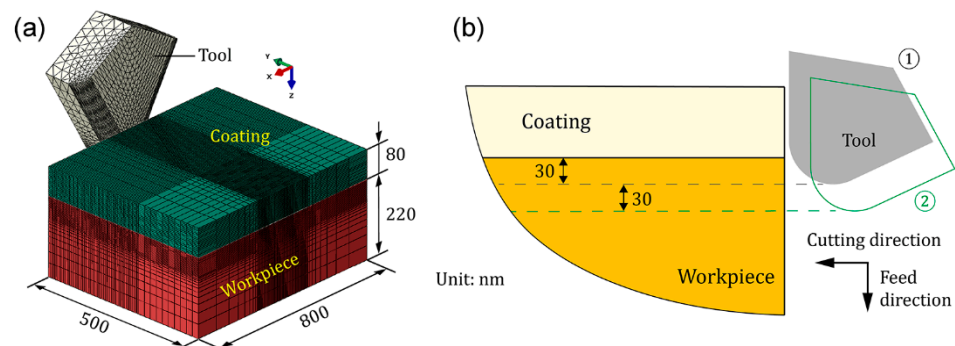 (a)
Tool
Y
X
Z
Coating
80
220
Workpiece
500
800
(b)
①
Coating
Tool
30
30
②
Cutting direction
Workpiece
Feed
direction
Unit: nm